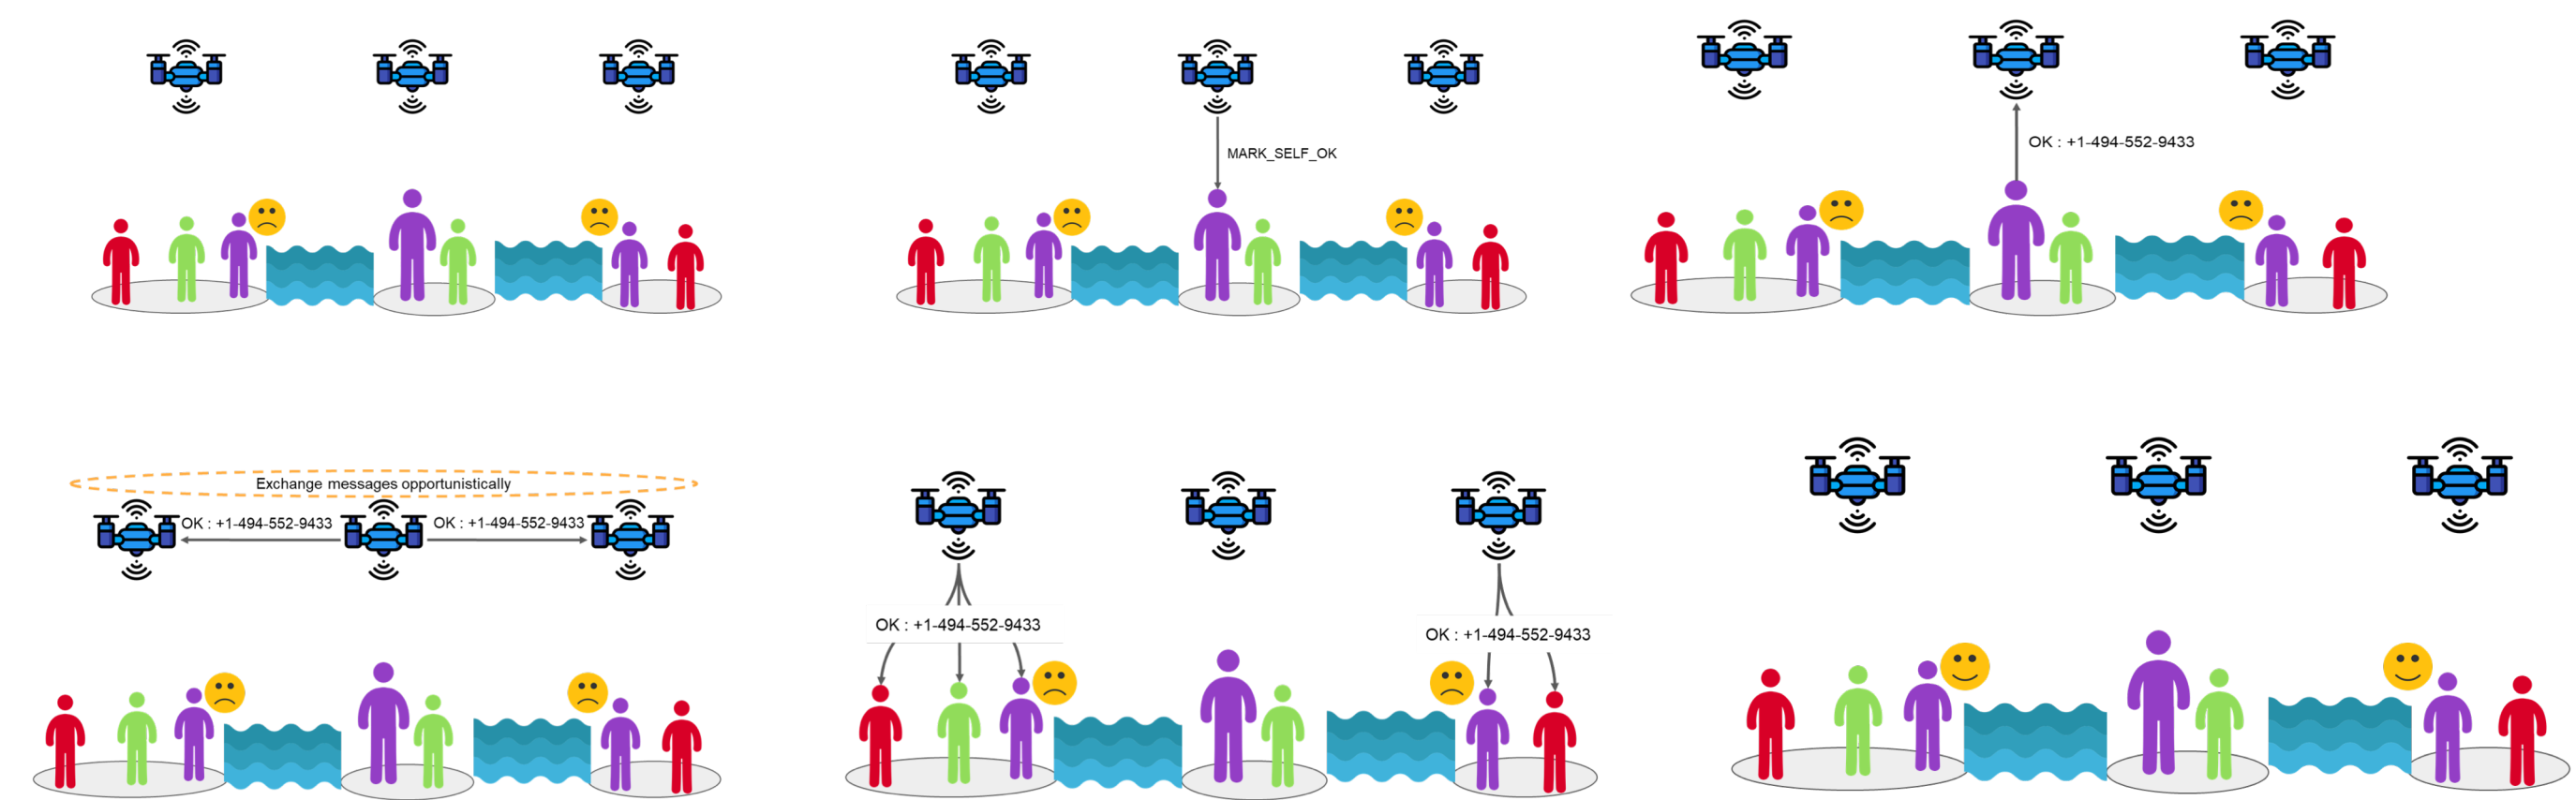 MARK_SELF_OK
OK : +1-494-552-9433
Exchange messages opportunistically
OK : +1-494-552-9433
OK : +1-494-552-9433
OK : +1-494-552-9433
OK : +1-494-552-9433